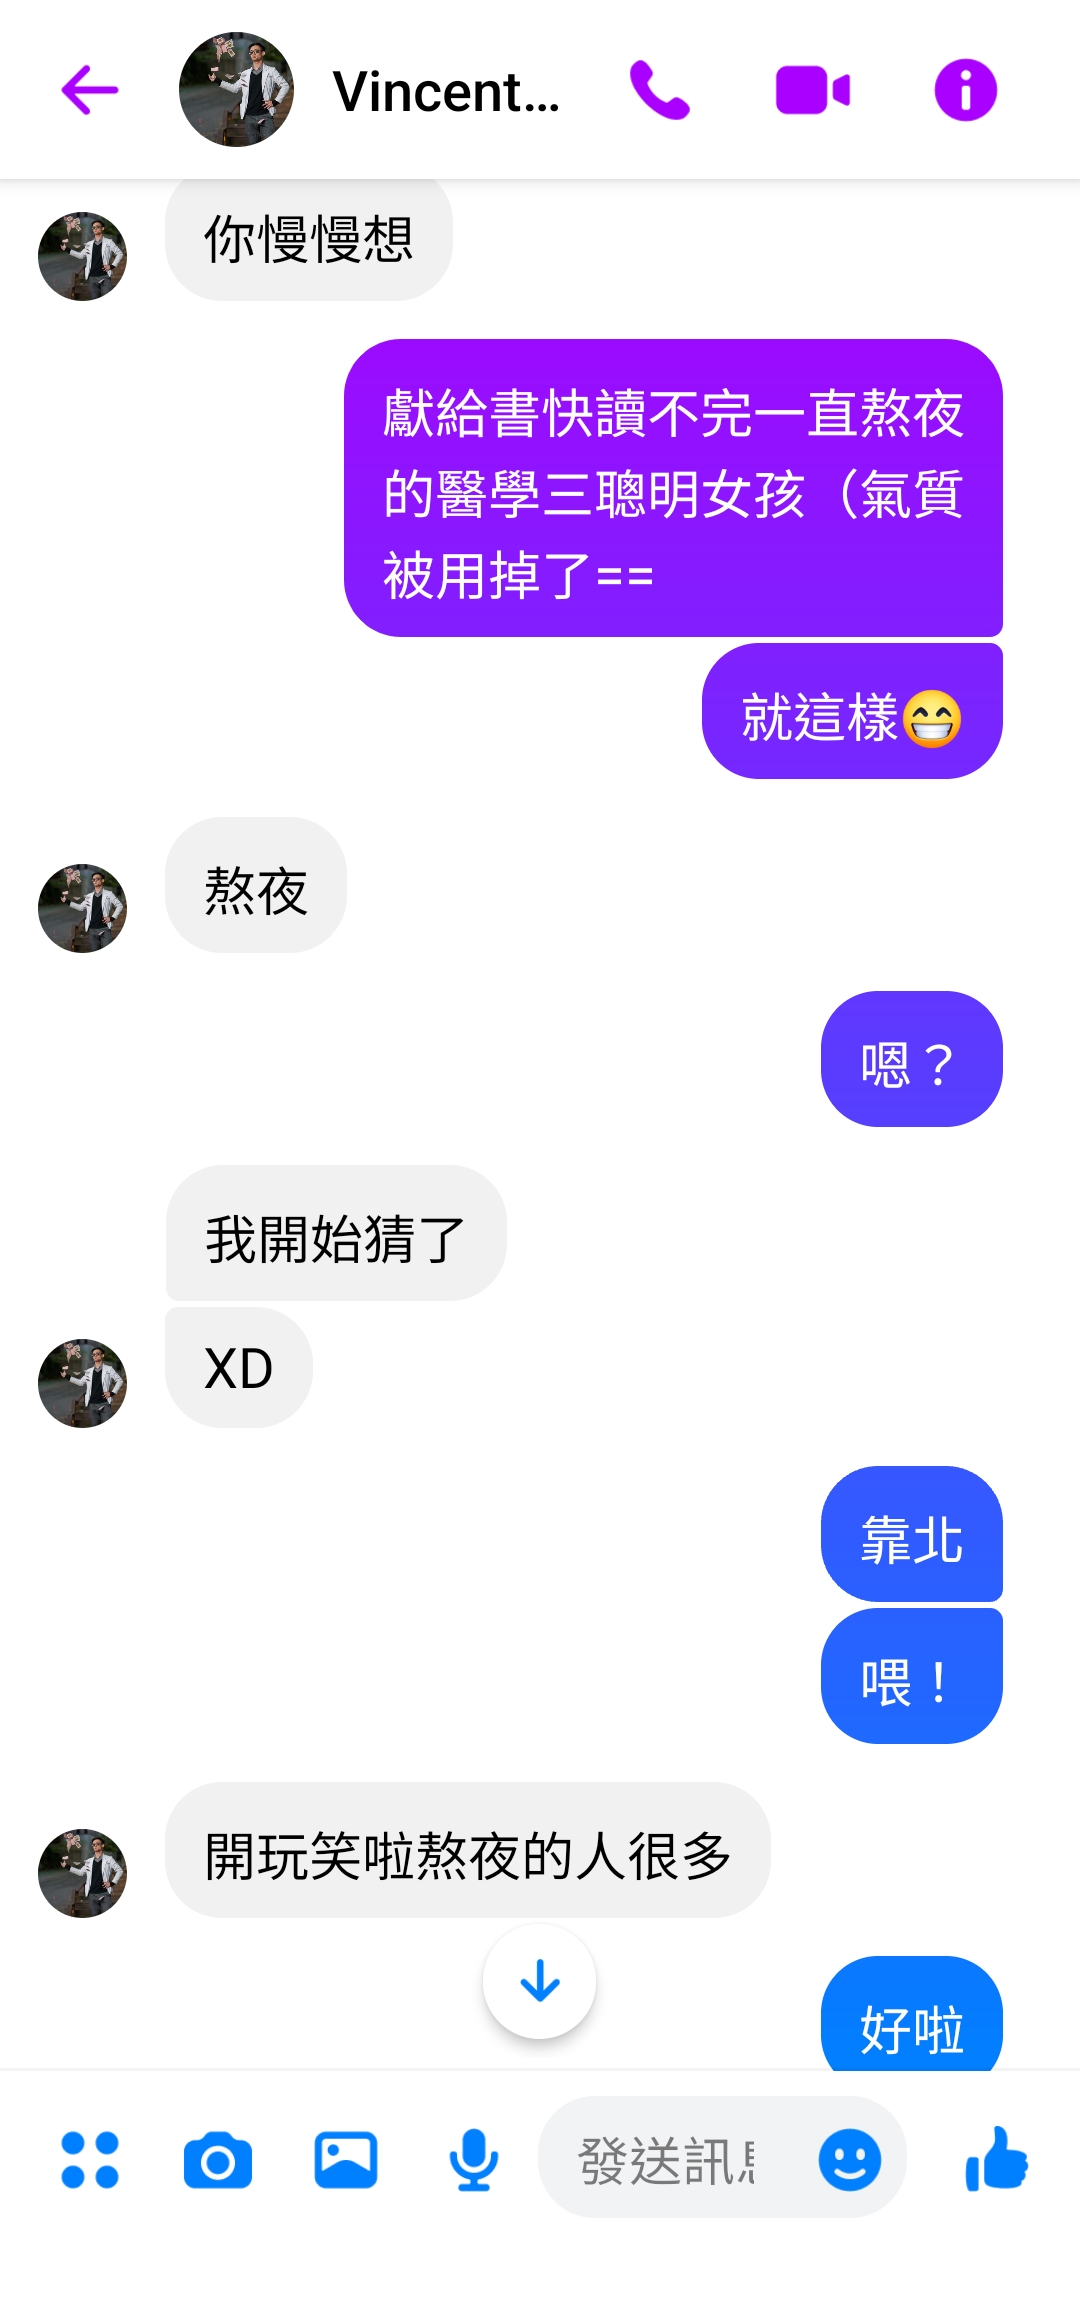 Vincent...
你慢慢想
獻給書快讀不完一直熬夜
的醫學三聰明女孩（氣質
被用掉了==
就這樣😁
熬夜
嗯？
我開始猜了
XD
靠北
喂！
開玩笑啦熬夜的人很多
好啦
發送訊